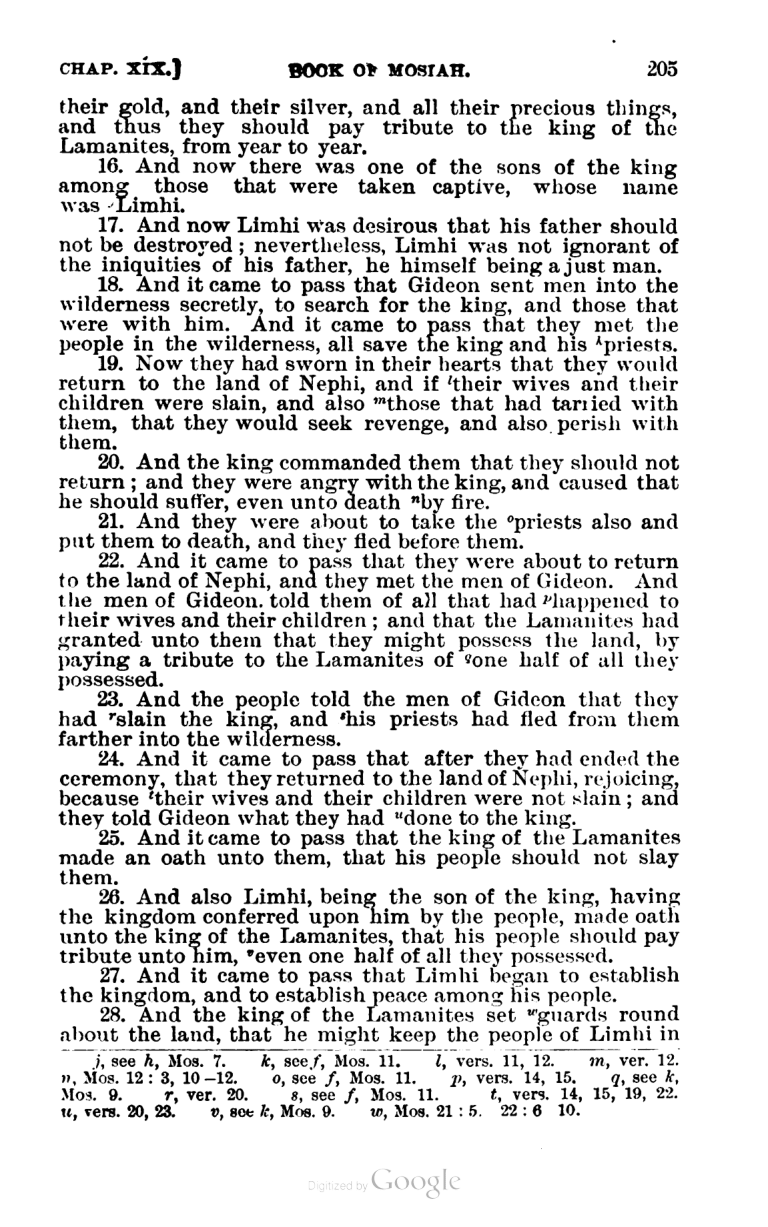 CHAP. XIX.] BOOK OF MOSIAH. 205
their gold, and their silver, and all their precious things,
and thus they should pay tribute to the king of the
Lamanites, from year to year.
16. And now there was one of the sons of the king
among those that were taken captive, whose name
was Limhi.
17. And now Limhi was desirous that his father should
not be destroyed; nevertheless, Limhi was not ignorant of
the iniquities of his father, he himself being a just man.
18. And it came to pass that Gideon sent men into the
wilderness secretly, to search for the king, and those that
were with him. And it came to pass that they met the
people in the wilderness, all save the king and his ᵏpriests.
19. Now they had sworn in their hearts that they would
return to the land of Nephi, and if ˡtheir wives and their
children were slain, and also ᵐthose that had tarried with
them, that they would seek revenge, and also perish with
them.
20. And the king commanded them that they should not
return; and they were angry with the king, and caused that
he should suffer, even unto death ⁿby fire.
21. And they were about to take the ᵒpriests also and
put them to death, and they fled before them.
22. And it came to pass that they were about to return
to the land of Nephi, and they met the men of Gideon. And
the men of Gideon. told them of all that had ᵖhappened to
their wives and their children; and that the Lamanites had
granted unto them that they might possess the land, by
paying a tribute to the Lamanites of qone half of all they
possessed.
23. And the people told the men of Gideon that they
had ʳslain the king, and ˢhis priests had fled from them
farther into the wilderness.
24. And it came to pass that after they had ended the
ceremony, that they returned to the land of Nephi, rejoicing,
because ᵗtheir wives and their children were not slain; and
they told Gideon what they had ᵘdone to the king.
25. And it came to pass that the king of the Lamanites
made an oath unto them, that his people should not slay
them.
26. And also Limhi, being the son of the king, having
the kingdom conferred upon him by the people, made oath
unto the king of the Lamanites, that his people should pay
tribute unto him, ᵛeven one half of all they possessed.
27. And it came to pass that Limhi began to establish
the kingdom, and to establish peace among his people.
28. And the king of the Lamanites set ʷguards round
about the land, that he might keep the people of Limhi in
j, see h, Mos. 7. k, see f, Mos. 11. l, vers. 11, 12. m, ver. 12.
n, Mos. 12 : 3, 10–12. o, see f, Mos. 11. p, vers. 14, 15. q, see k,
Mos. 9. r, ver. 20. s, see f, Mos. 11. t, vers. 14, 15, 19, 22.
u, vers. 20, 23. v, see k, Mos. 9. w, Mos. 21 : 5. 22 : 6 10.
Digitized by Google